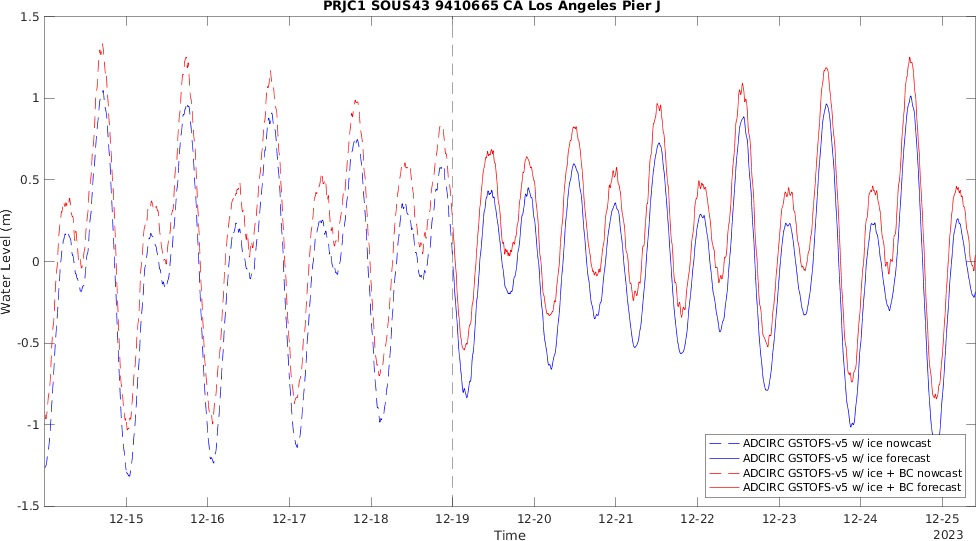 PRJC1 SOUS43 9410665 CA Los Angeles Pier J
1.5
1
0.5
0
-0.5
-1
-1.5
Water Level (m)
12-15
12-16
12-17
12-18
12-19
12-20
12-21
12-22
12-23
12-24
12-25
Time
2023
ADCIRC GSTOFS-v5 w/ ice nowcast
ADCIRC GSTOFS-v5 w/ ice forecast
ADCIRC GSTOFS-v5 w/ ice + BC nowcast
ADCIRC GSTOFS-v5 w/ ice + BC forecast